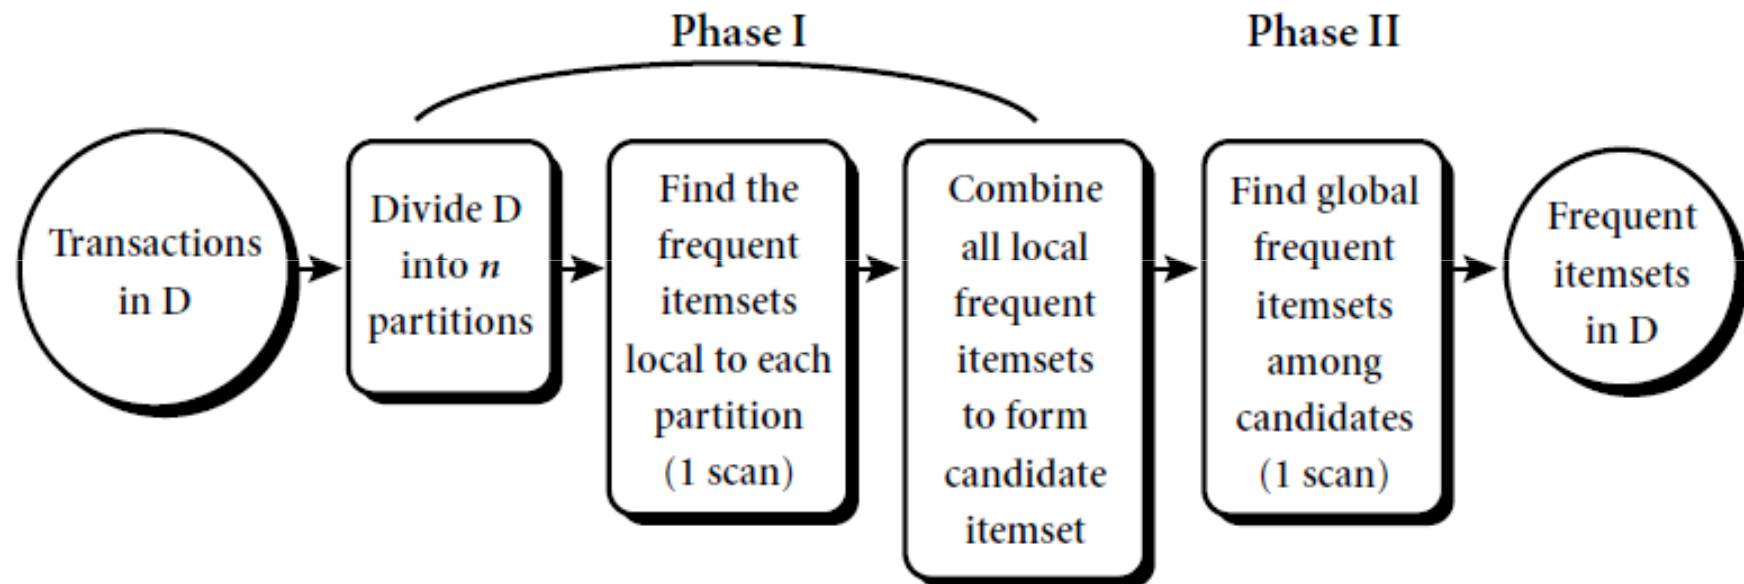 Phase I
Phase II
Transactions
in D
Divide D
into n
partitions
Find the
frequent
itemsets
local to each
partition
(1 scan)
Combine
all local
frequent
itemsets
to form
candidate
itemset
Find global
frequent
itemsets
among
candidates
(1 scan)
Frequent
itemsets
in D